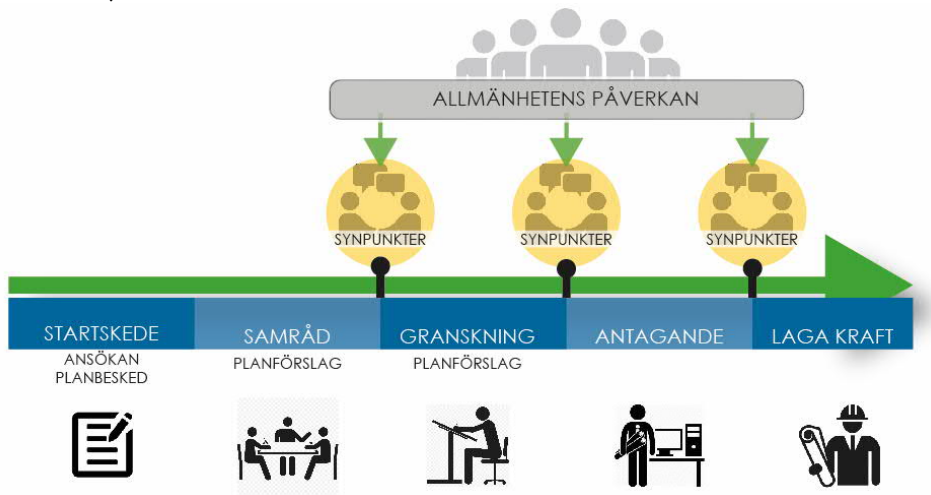 ALLMÄNHETENS PÅVERKAN
SYNPUNKTER
SYNPUNKTER
SYNPUNKTER
STARTSKEDE
ANSÖKAN
PLANBESKED
SAMRÅD
PLANFÖRSLAG
GRANSKNING
PLANFÖRSLAG
ANTAGANDE
LAGA KRAFT